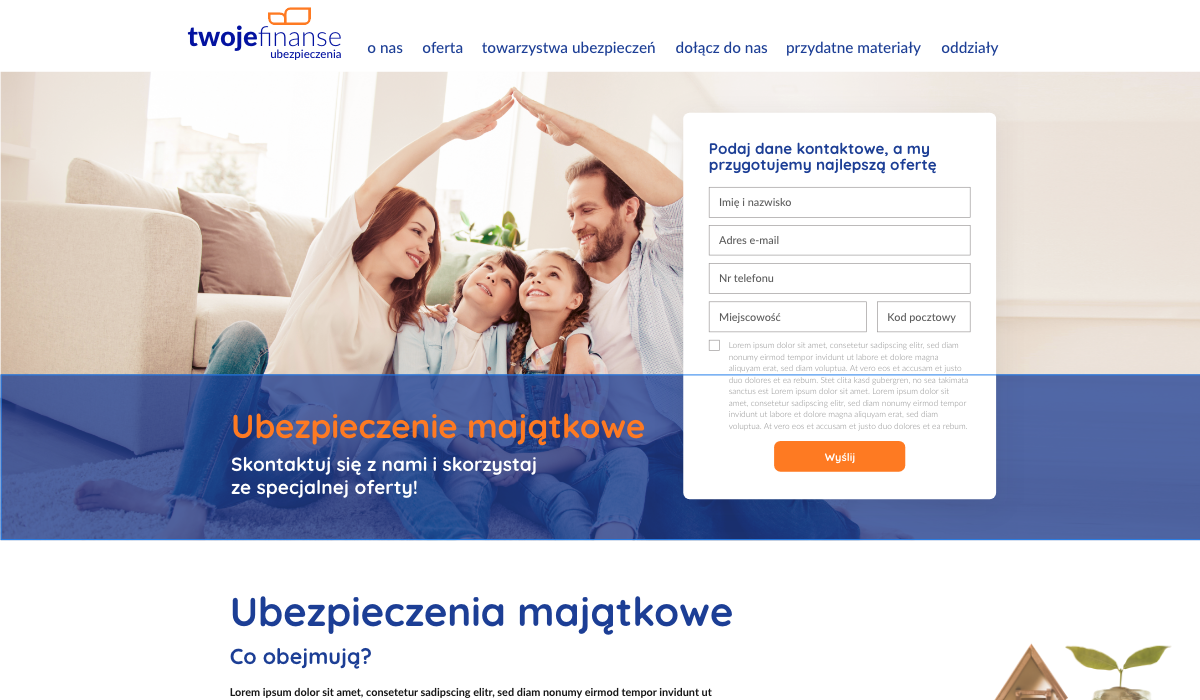 twojefinanse
ubezpieczenia
o nas oferta towarzystwa ubezpieczeń dołącz do nas przydatne materiały oddziały
Podaj dane kontaktowe, a my
przygotujemy najlepszą ofertę
Imię i nazwisko
Adres e-mail
Nr telefonu
Miejscowość Kod pocztowy
Lorem ipsum dolor sit amet, consetetur sadipscing elitr, sed diam
nonumy eirmod tempor invidunt ut labore et dolore magna
aliquyam erat, sed diam voluptua. At vero eos et accusam et justo
duo dolores et ea rebum. Stet clita kasd gubergren, no sea takimata
sanctus est Lorem ipsum dolor sit amet. Lorem ipsum dolor sit
amet, consetetur sadipscing elitr, sed diam nonumy eirmod tempor
invidunt ut labore et dolore magna aliquyam erat, sed diam
voluptua. At vero eos et accusam et justo duo dolores et ea rebum.
Wyślij
Ubezpieczenie majątkowe
Skontaktuj się z nami i skorzystaj
ze specjalnej oferty!
Ubezpieczenia majątkowe
Co obejmują?
Lorem ipsum dolor sit amet, consetetur sadipscing elitr, sed diam nonumy eirmod tempor invidunt ut